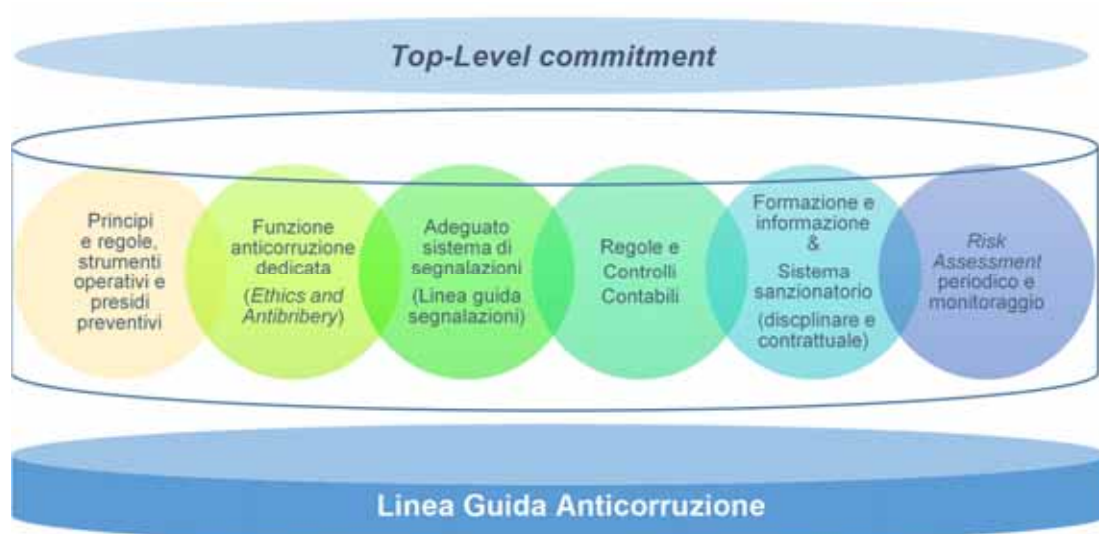 Top-Level commitment
Principi
e regole,
strumenti
operativi e
presidi
preventivi
Funzione
anticorruzione
dedicata
(Ethics and
Antibribery)
Adeguato
sistema di
segnalazioni
(Linea guida
segnalazioni)
Regole e
Controlli
Contabili
Formazione e
informazione
&
Sistema
sanzionatorio
(discplinare e
contrattuale)
Risk
Assessment
periodico e
monitoraggio
Linea Guida Anticorruzione